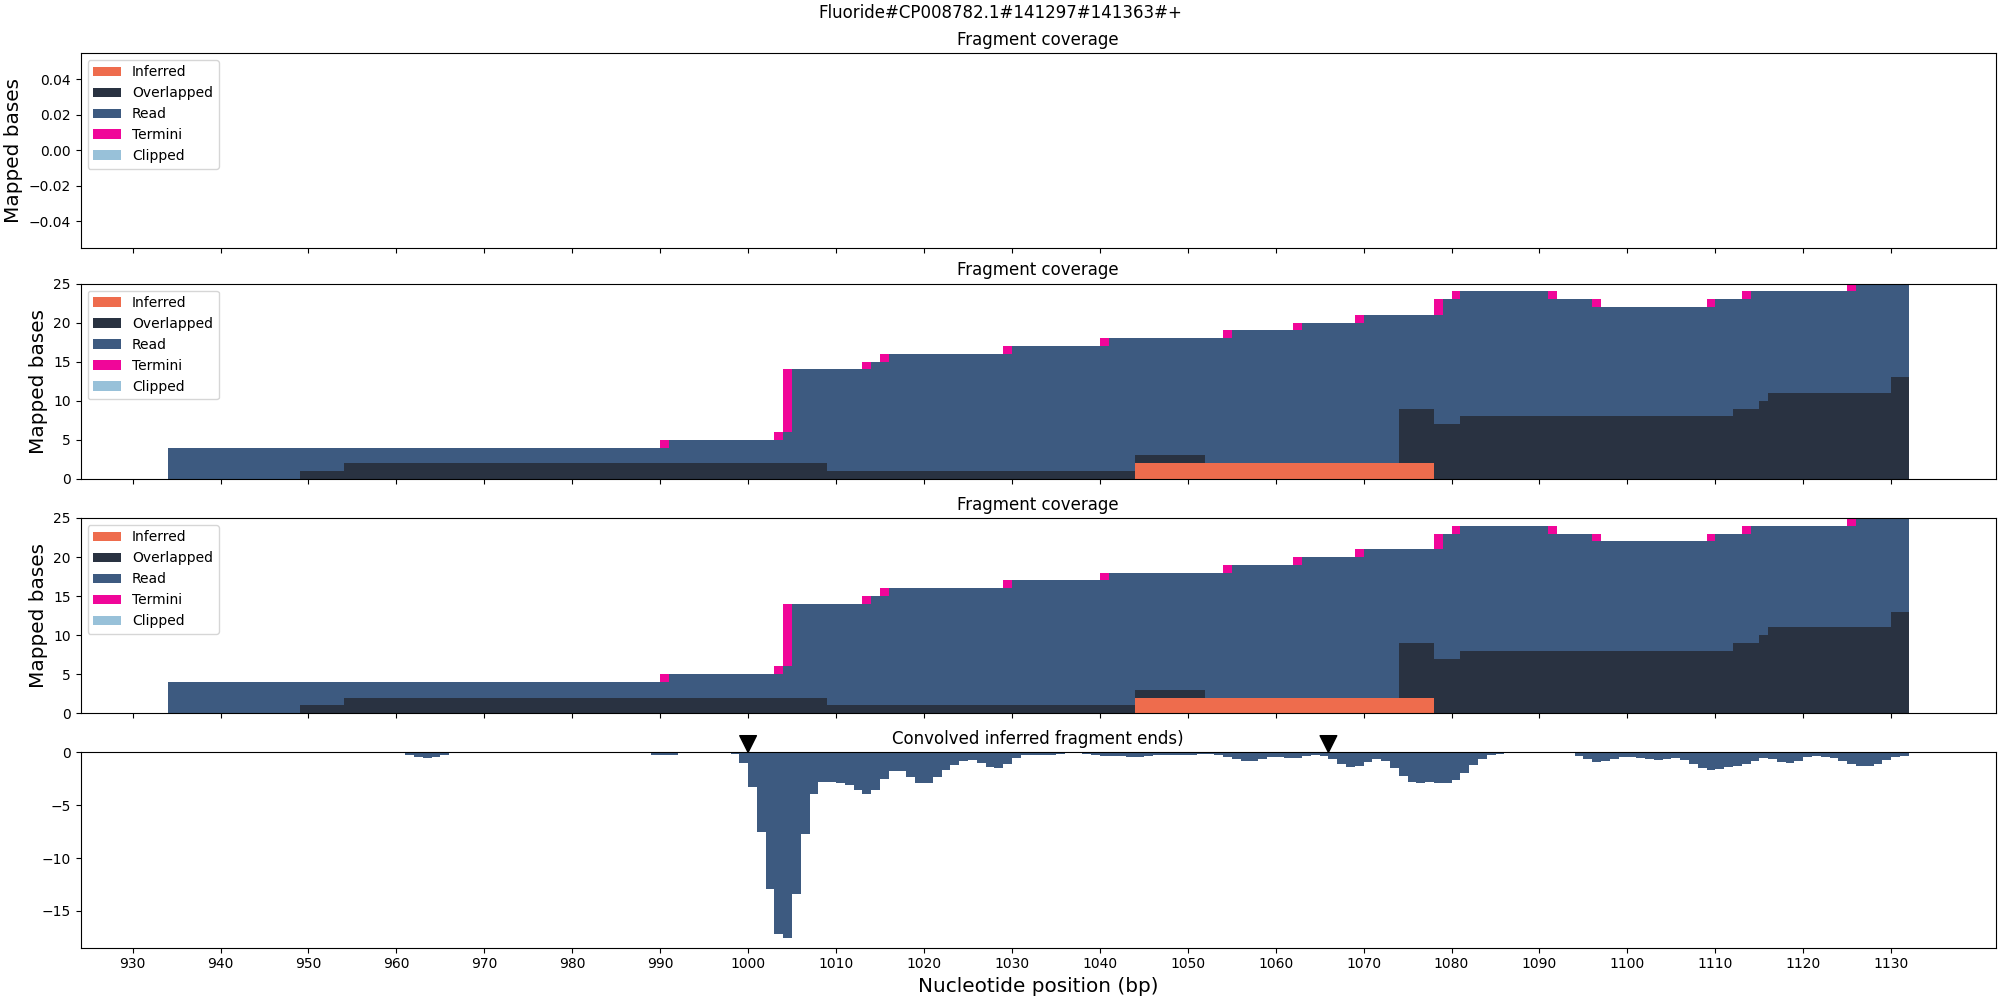 Fluoride#CP008782.1#141297#141363#+
Fragment coverage
Mapped bases
0.04
0.02
0.00
−0.02
−0.04
Inferred
Overlapped
Read
Termini
Clipped
Fragment coverage
Mapped bases
25
20
15
10
5
0
Inferred
Overlapped
Read
Termini
Clipped
Fragment coverage
Mapped bases
25
20
15
10
5
0
Inferred
Overlapped
Read
Termini
Clipped
Convolved inferred fragment ends)
0
−5
−10
−15
930 940 950 960 970 980 990 1000 1010 1020 1030 1040 1050 1060 1070 1080 1090 1100 1110 1120 1130
Nucleotide position (bp)